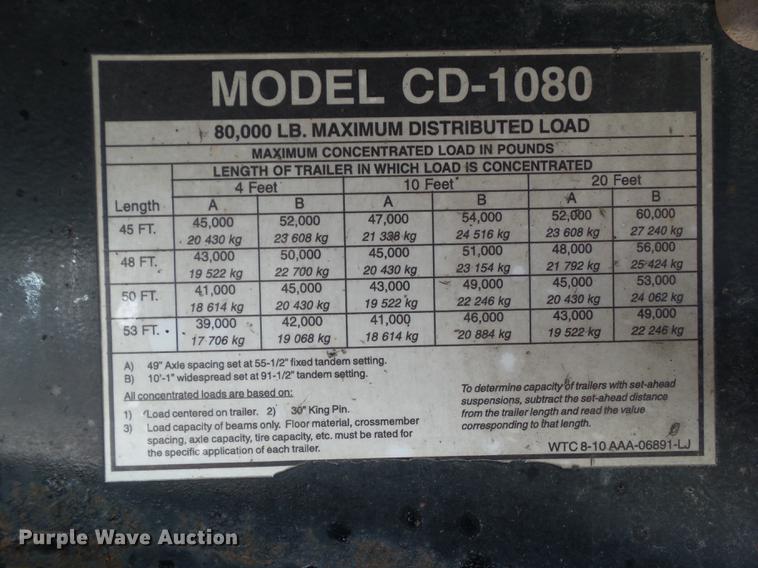 MODEL CD-1080
80,000 LB. MAXIMUM DISTRIBUTED LOAD
MAXIMUM CONCENTRATED LOAD IN POUNDS
LENGTH OF TRAILER IN WHICH LOAD IS CONCENTRATED
4 Feet 10 Feet 20 Feet
Length A B A B A B
45 FT. 45,000 52,000 47,000 54,000 52,000 60,000
20 430 kg 23 608 kg 21 338 kg 24 516 kg 23 608 kg 27 240 kg
48 FT. 43,000 50,000 45,000 51,000 48,000 56,000
19 522 kg 22 700 kg 20 430 kg 23 154 kg 21 792 kg 25 424 kg
50 FT. 41,000 45,000 43,000 49,000 45,000 53,000
18 614 kg 20 430 kg 19 522 kg 22 246 kg 20 430 kg 24 062 kg
53 FT. 39,000 42,000 41,000 46,000 43,000 49,000
17 706 kg 19 068 kg 18 614 kg 20 884 kg 19 522 kg 22 246 kg
A) 49" Axle spacing set at 55-1/2" fixed tandem setting.
B) 10'-1" widespread set at 91-1/2" tandem setting.
All concentrated loads are based on:
1) Load centered on trailer. 2) 30" King Pin.
3) Load capacity of beams only. Floor material, crossmember
spacing, axle capacity, tire capacity, etc. must be rated for
the specific application of each trailer.
To determine capacity of trailers with set-ahead
suspensions, subtract the set-ahead distance
from the trailer length and read the value
corresponding to that length.
WTC 8-10 AAA-06891-LJ
Purple Wave Auction